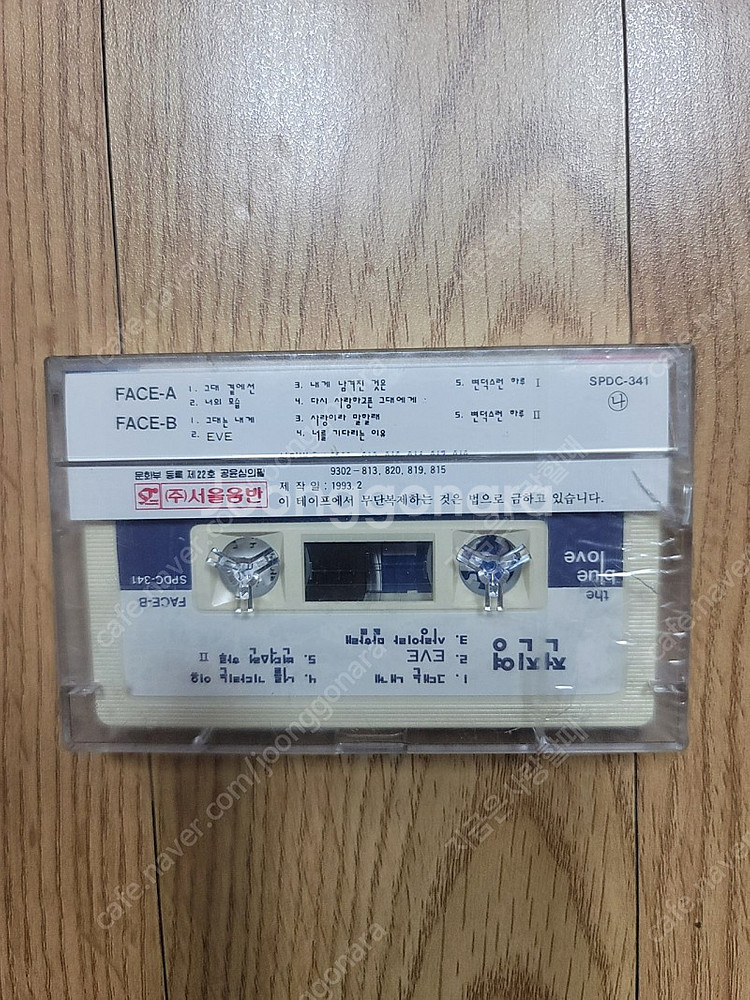 FACE-A
1. 그대 곁에선
2. 너의 모습
3. 내게 남겨진 것은
4. 다시 사랑하고픈 그대에게
5. 변덕스런 하루 Ⅰ
SPDC-341
㉯
FACE-B
1. 그대는 내게
2. EVE
3. 사랑이라 말할래
4. 너를 기다리는 이유
5. 변덕스런 하루 Ⅱ
문화부 등록 제22호 공윤심의필
9302-813, 820, 819, 815
(주)서울음반
제 작 일 : 1993. 2
이 테이프에서 무단복제하는 것은 법으로 금하고 있습니다.
the
blue
love
SPDC-341
FACE-B
1. 그대는 내게
2. EVE
3. 사랑이라 말할래
4. 너를 기다리는 이유
5. 변덕스런 하루 Ⅱ
cafe.naver.com/joonggonara